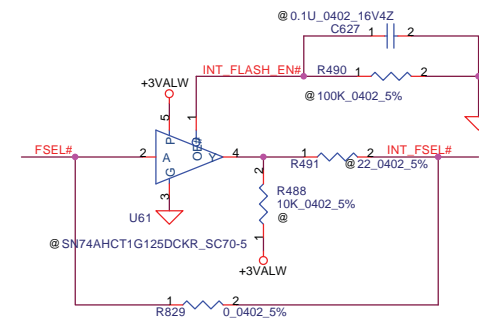 @ 0.1U_0402_16V4Z
C627 1 2
INT_FLASH_EN# R490
1 2
+3VALW
@ 100K_0402_5%
5 1
P OE#
FSEL# 2 A Y 4 INT_FSEL#
G R491 1 2 @ 22_0402_5%
3
2 R488
U61 10K_0402_5%
@
@ SN74AHCT1G125DCKR_SC70-5 1
+3VALW
1 2
R829 0_0402_5%